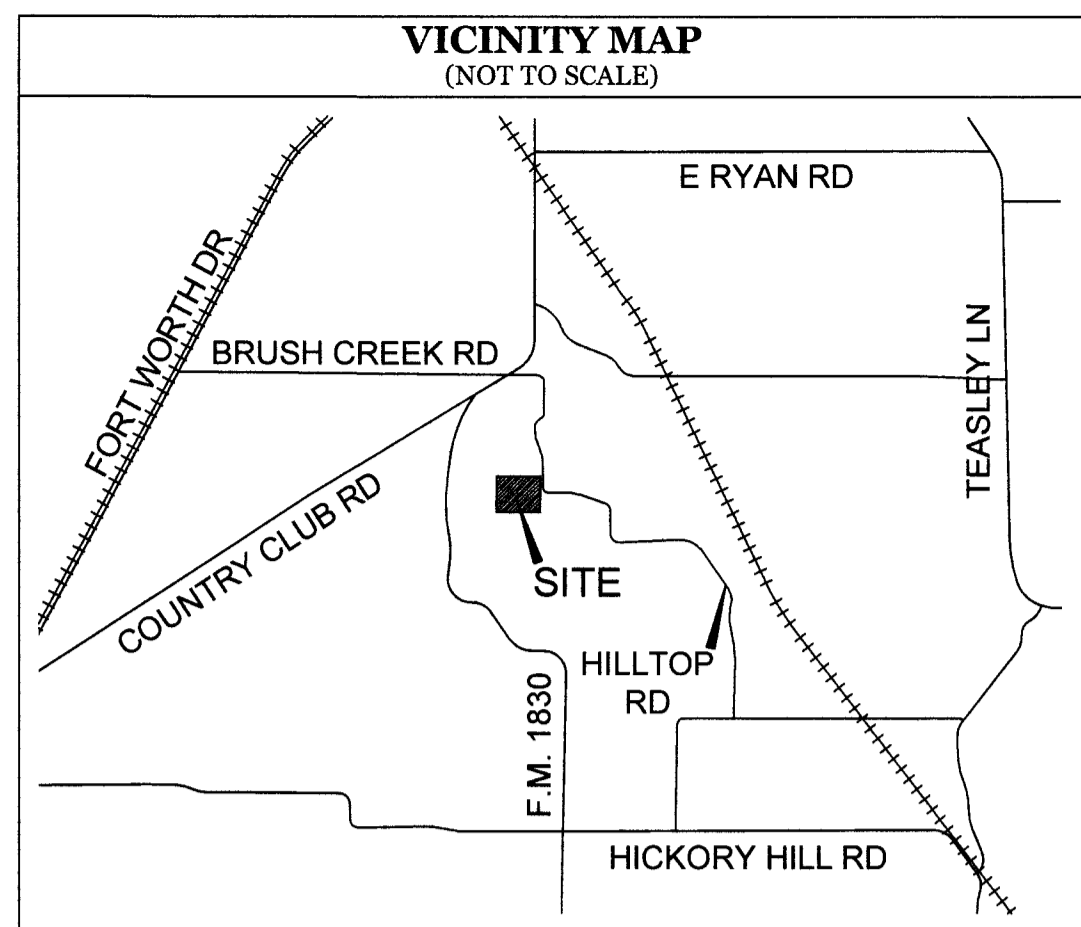 VICINITY MAP
(NOT TO SCALE)
E RYAN RD
FORT WORTH DR
BRUSH CREEK RD
TEASLEY LN
COUNTRY CLUB RD
SITE
HILLTOP
RD
F.M. 1830
HICKORY HILL RD